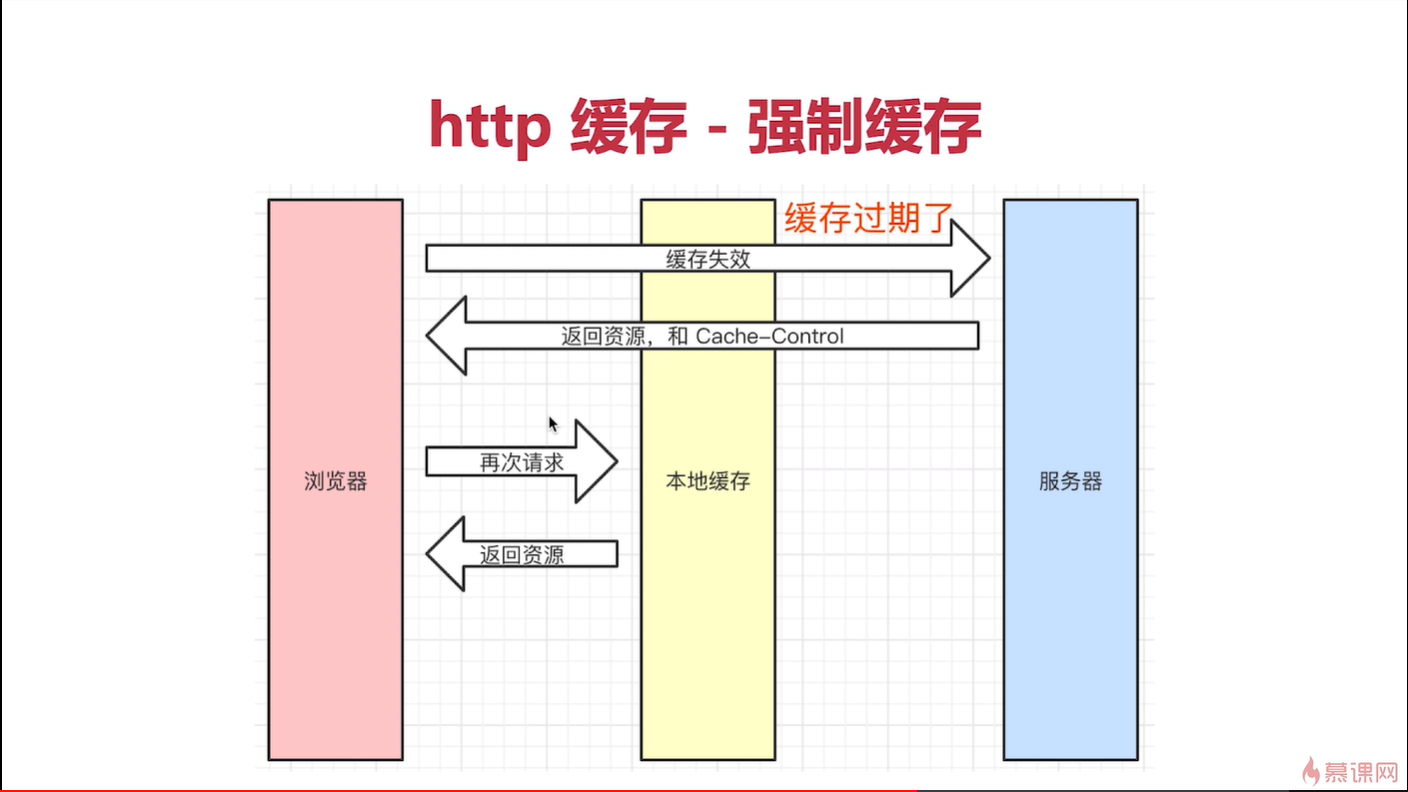 http 缓存 - 强制缓存
缓存过期了
缓存失效
返回资源，和 Cache-Control
再次请求
浏览器
本地缓存
服务器
返回资源
慕课网